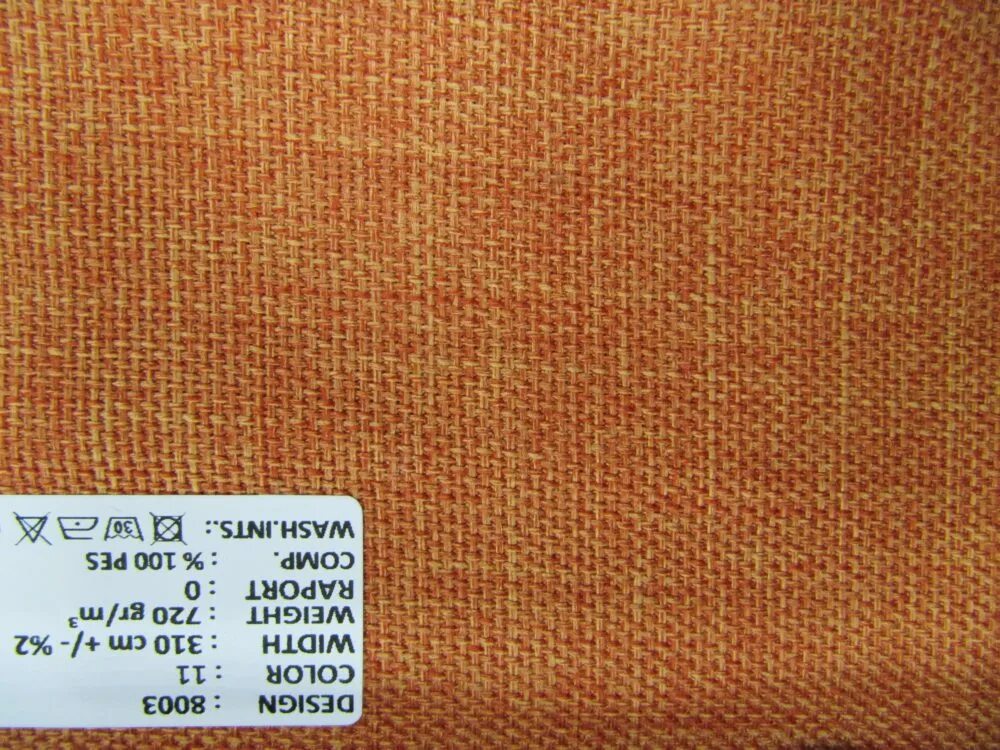 DESIGN : 8003
COLOR : 11
WIDTH : 310 cm +/- %2
WEIGHT : 720 gr/m³
RAPORT : 0
COMP. : % 100 PES
WASH.INTS.: 30